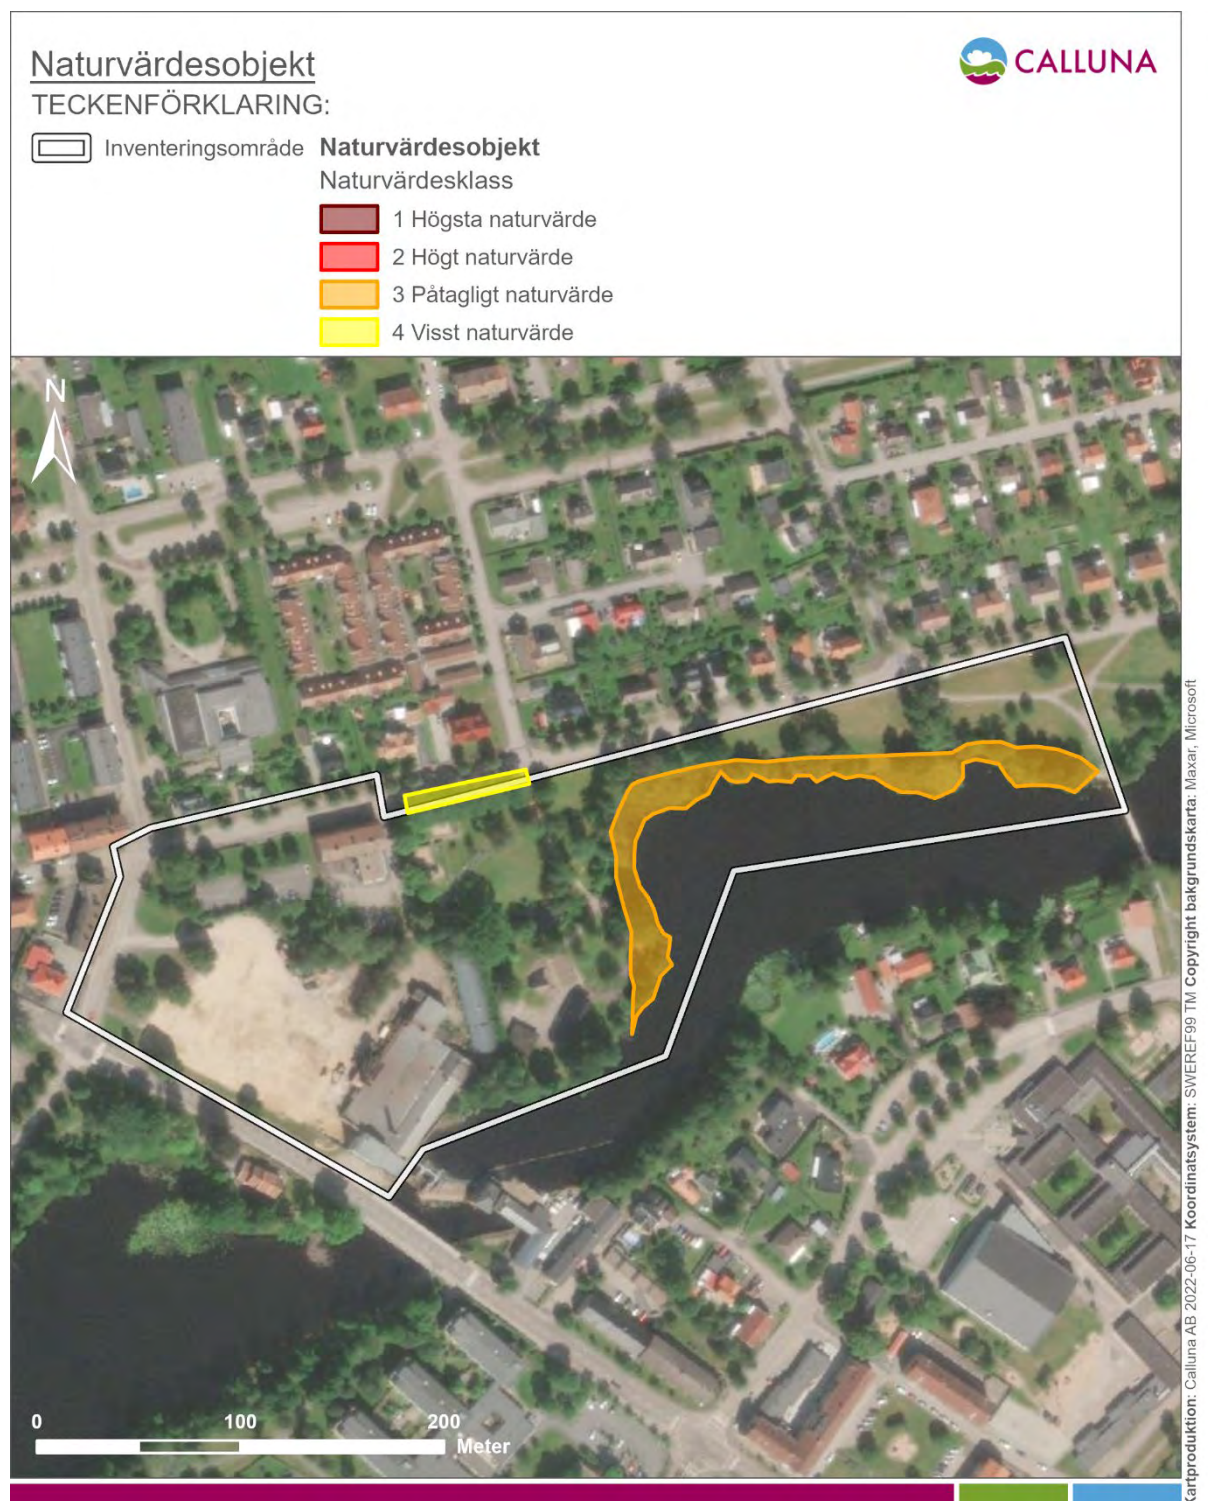 Naturvärdesobjekt
CALLUNA
TECKENFÖRKLARING:
Inventeringsområde
Naturvärdesobjekt
Naturvärdesklass
1 Högsta naturvärde
2 Högt naturvärde
3 Påtagligt naturvärde
4 Visst naturvärde
N
0 100 200
Meter
Kartproduktion: Calluna AB 2022-06-17 Koordinatsystem: SWEREF99 TM Copyright bakgrundskarta: Maxar, Microsoft